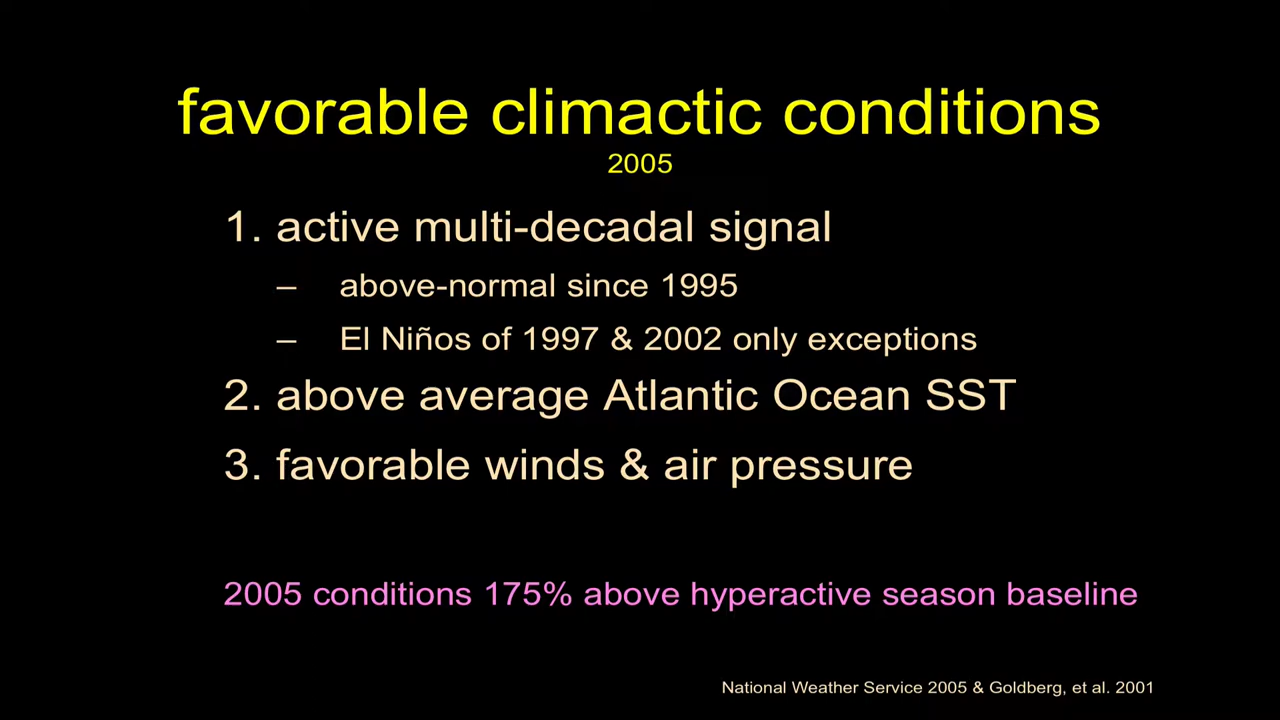 favorable climactic conditions
2005
1. active multi-decadal signal
– above-normal since 1995
– El Niños of 1997 & 2002 only exceptions
2. above average Atlantic Ocean SST
3. favorable winds & air pressure
2005 conditions 175% above hyperactive season baseline
National Weather Service 2005 & Goldberg, et al. 2001